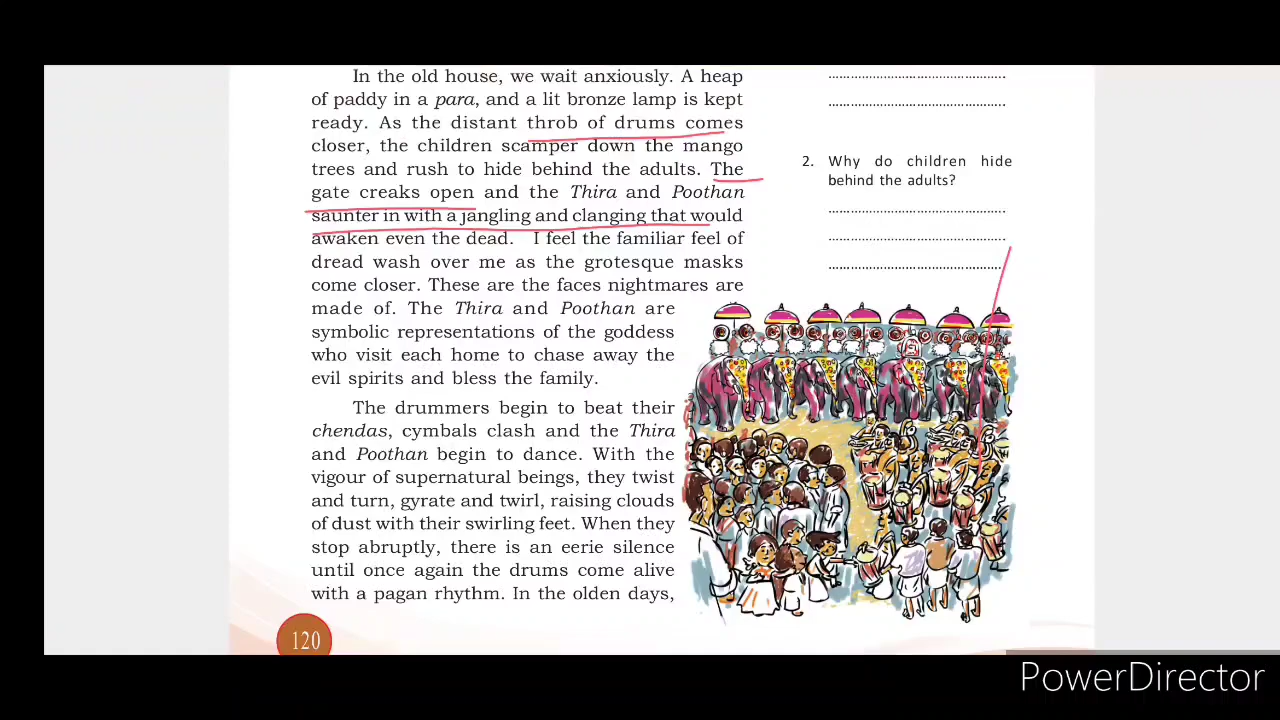 In the old house, we wait anxiously. A heap
of paddy in a para, and a lit bronze lamp is kept
ready. As the distant throb of drums comes
closer, the children scamper down the mango
trees and rush to hide behind the adults. The
gate creaks open and the Thira and Poothan
saunter in with a jangling and clanging that would
awaken even the dead. I feel the familiar feel of
dread wash over me as the grotesque masks
come closer. These are the faces nightmares are
made of. The Thira and Poothan are
symbolic representations of the goddess
who visit each home to chase away the
evil spirits and bless the family.
The drummers begin to beat their
chendas, cymbals clash and the Thira
and Poothan begin to dance. With the
vigour of supernatural beings, they twist
and turn, gyrate and twirl, raising clouds
of dust with their swirling feet. When they
stop abruptly, there is an eerie silence
until once again the drums come alive
with a pagan rhythm. In the olden days,
2. Why do children hide
behind the adults?
120
PowerDirector